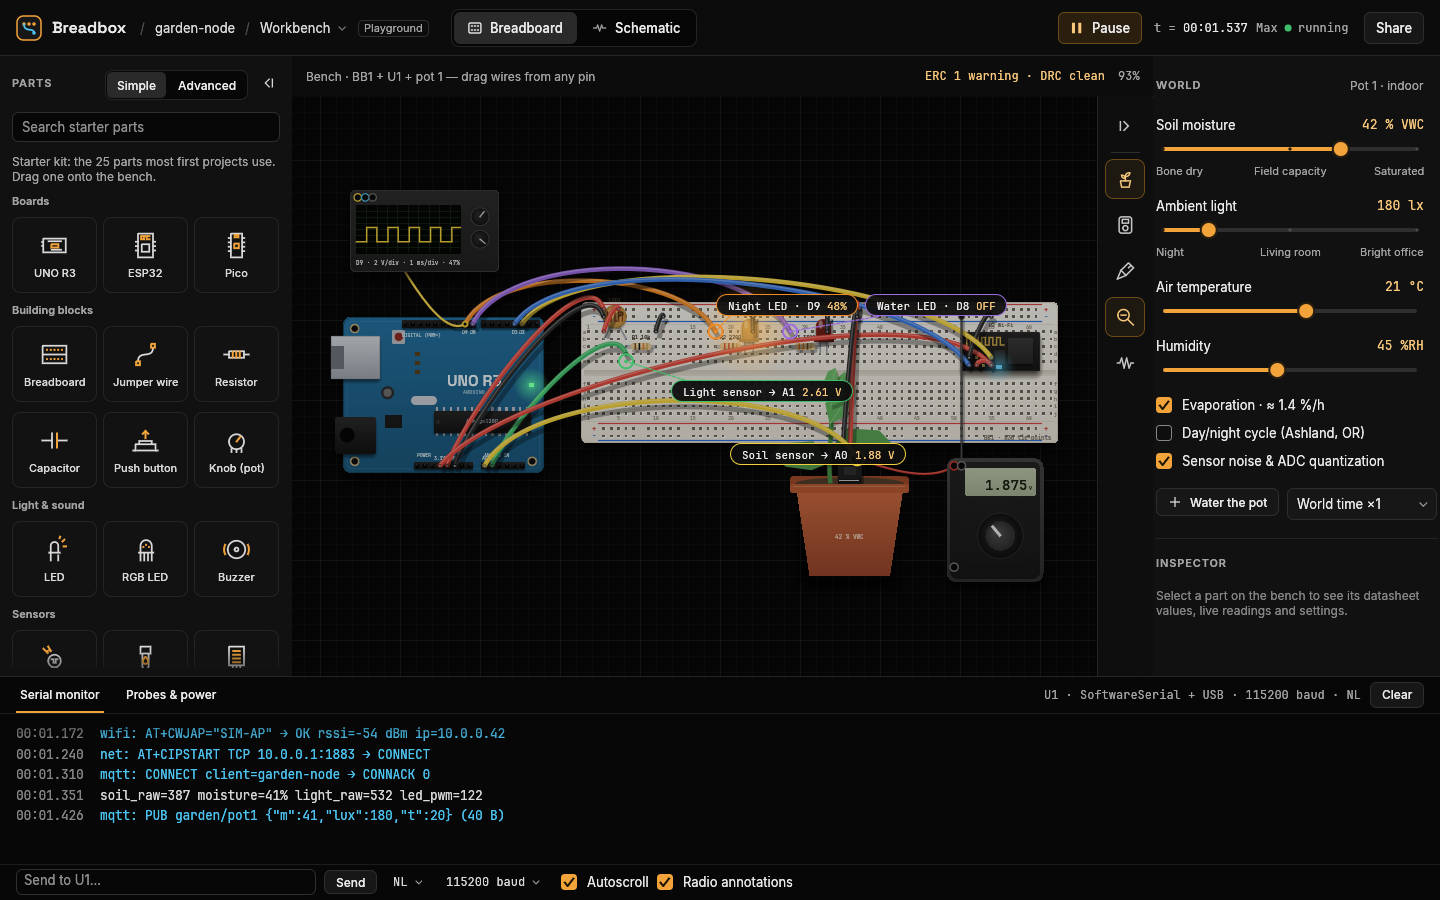 Breadbox / garden-node / Workbench Playground
Breadboard Schematic
Pause t = 00:01.537 Max running Share
PARTS Simple Advanced
Search starter parts
Starter kit: the 25 parts most first projects use.
Drag one onto the bench.
Boards
UNO R3 ESP32 Pico
Building blocks
Breadboard Jumper wire Resistor
Capacitor Push button Knob (pot)
Light & sound
LED RGB LED Buzzer
Sensors
Bench · BB1 + U1 + pot 1 — drag wires from any pin
ERC 1 warning · DRC clean 93%
D9 · 2 V/div · 1 ms/div · 47%
Night LED · D9 48%
Water LED · D8 OFF
UNO R3
Light sensor → A1 2.61 V
Soil sensor → A0 1.88 V
POWER
1.875
42 % VWC
WORLD Pot 1 · indoor
Soil moisture 42 % VWC
Bone dry Field capacity Saturated
Ambient light 180 lx
Night Living room Bright office
Air temperature 21 °C
Humidity 45 %RH
Evaporation · ≈ 1.4 %/h
Day/night cycle (Ashland, OR)
Sensor noise & ADC quantization
Water the pot World time ×1
INSPECTOR
Select a part on the bench to see its datasheet
values, live readings and settings.
Serial monitor Probes & power
U1 · SoftwareSerial + USB · 115200 baud · NL Clear
00:01.172 wifi: AT+CWJAP="SIM-AP" → OK rssi=-54 dBm ip=10.0.0.42
00:01.240 net: AT+CIPSTART TCP 10.0.0.1:1883 → CONNECT
00:01.310 mqtt: CONNECT client=garden-node → CONNACK 0
00:01.351 soil_raw=387 moisture=41% light_raw=532 led_pwm=122
00:01.426 mqtt: PUB garden/pot1 {"m":41,"lux":180,"t":20} (40 B)
Send to U1... Send NL 115200 baud Autoscroll Radio annotations